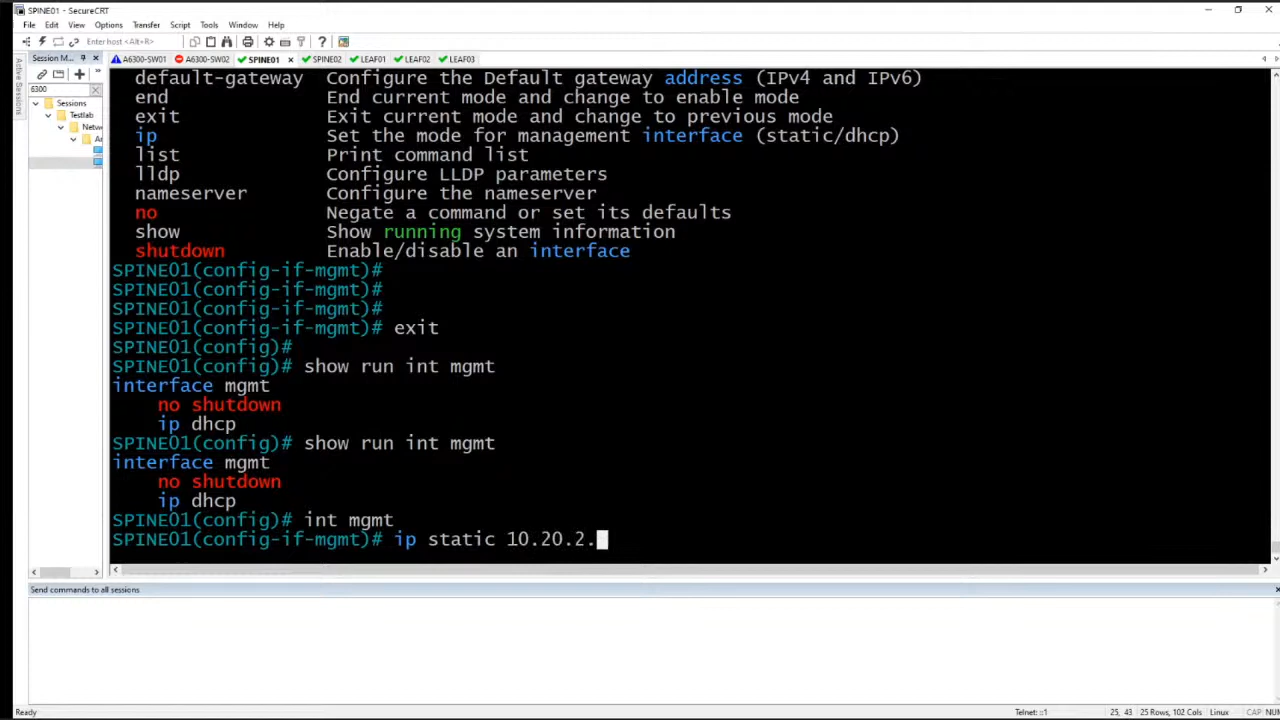 SPINE01 - SecureCRT
File Edit View Options Transfer Script Tools Window Help
Enter host <Alt+R>
Session M...
A6300-SW01 A6300-SW02 SPINE01 SPINE02 LEAF01 LEAF02 LEAF03
Active Sessions
6300
Sessions
Testlab
Netw
Ar
default-gateway Configure the Default gateway address (IPv4 and IPv6)
end End current mode and change to enable mode
exit Exit current mode and change to previous mode
ip Set the mode for management interface (static/dhcp)
list Print command list
lldp Configure LLDP parameters
nameserver Configure the nameserver
no Negate a command or set its defaults
show Show running system information
shutdown Enable/disable an interface
SPINE01(config-if-mgmt)#
SPINE01(config-if-mgmt)#
SPINE01(config-if-mgmt)#
SPINE01(config-if-mgmt)# exit
SPINE01(config)#
SPINE01(config)# show run int mgmt
interface mgmt
no shutdown
ip dhcp
SPINE01(config)# show run int mgmt
interface mgmt
no shutdown
ip dhcp
SPINE01(config)# int mgmt
SPINE01(config-if-mgmt)# ip static 10.20.2.
Send commands to all sessions
Ready Telnet: ::1 25, 43 25 Rows, 102 Cols Linux CAP NUM